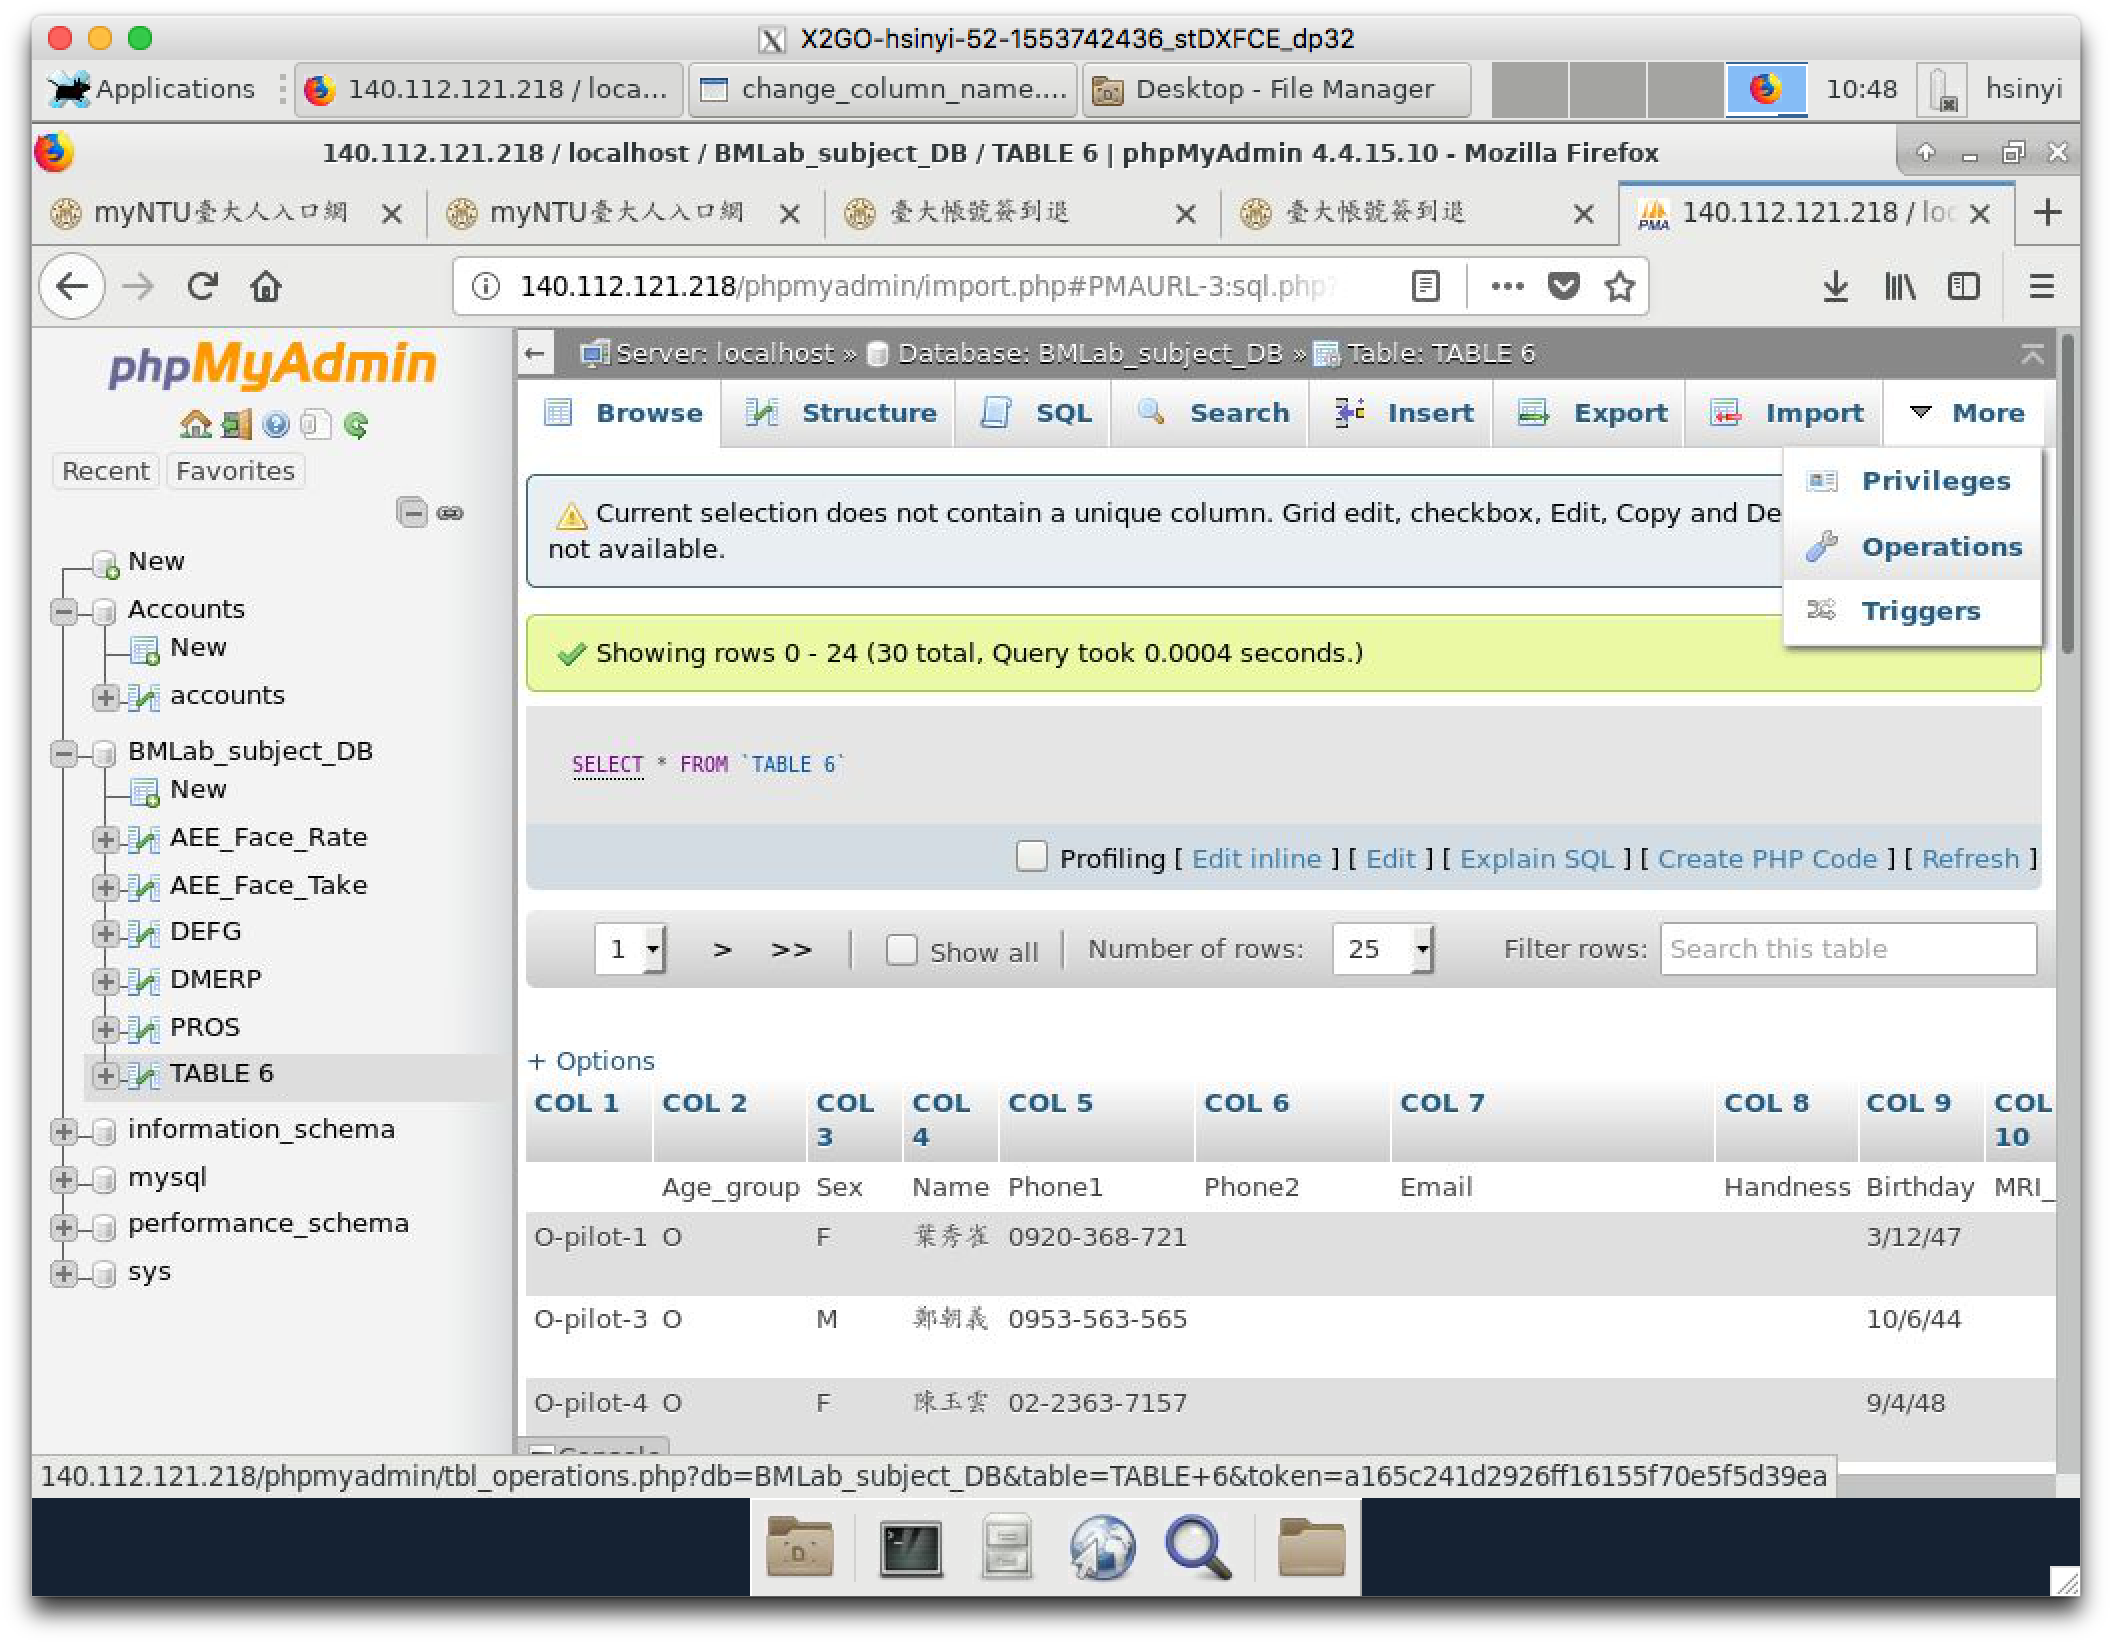 X2GO-hsinyi-52-1553742436_stDXFCE_dp32
Applications 140.112.121.218 / loca... change_column_name.... Desktop - File Manager 10:48 hsinyi
140.112.121.218 / localhost / BMLab_subject_DB / TABLE 6 | phpMyAdmin 4.4.15.10 - Mozilla Firefox
myNTU臺大人入口網 myNTU臺大人入口網 臺大帳號簽到退 臺大帳號簽到退 140.112.121.218 / loc
140.112.121.218/phpmyadmin/import.php#PMAURL-3:sql.php?
phpMyAdmin
Recent Favorites
New
Accounts
New
accounts
BMLab_subject_DB
New
AEE_Face_Rate
AEE_Face_Take
DEFG
DMERP
PROS
TABLE 6
information_schema
mysql
performance_schema
sys
Server: localhost » Database: BMLab_subject_DB » Table: TABLE 6
Browse Structure SQL Search Insert Export Import More
Privileges
Operations
Triggers
Current selection does not contain a unique column. Grid edit, checkbox, Edit, Copy and De
not available.
Showing rows 0 - 24 (30 total, Query took 0.0004 seconds.)
SELECT * FROM `TABLE 6`
Profiling [ Edit inline ] [ Edit ] [ Explain SQL ] [ Create PHP Code ] [ Refresh ]
1 > >> Show all Number of rows: 25 Filter rows: Search this table
+ Options
COL 1 COL 2 COL 3 COL 4 COL 5 COL 6 COL 7 COL 8 COL 9 COL 10
Age_group Sex Name Phone1 Phone2 Email Handness Birthday MRI_
O-pilot-1 O F 葉秀雀 0920-368-721 3/12/47
O-pilot-3 O M 鄭朝義 0953-563-565 10/6/44
O-pilot-4 O F 陳玉雲 02-2363-7157 9/4/48
Console
140.112.121.218/phpmyadmin/tbl_operations.php?db=BMLab_subject_DB&table=TABLE+6&token=a165c241d2926ff16155f70e5f5d39ea